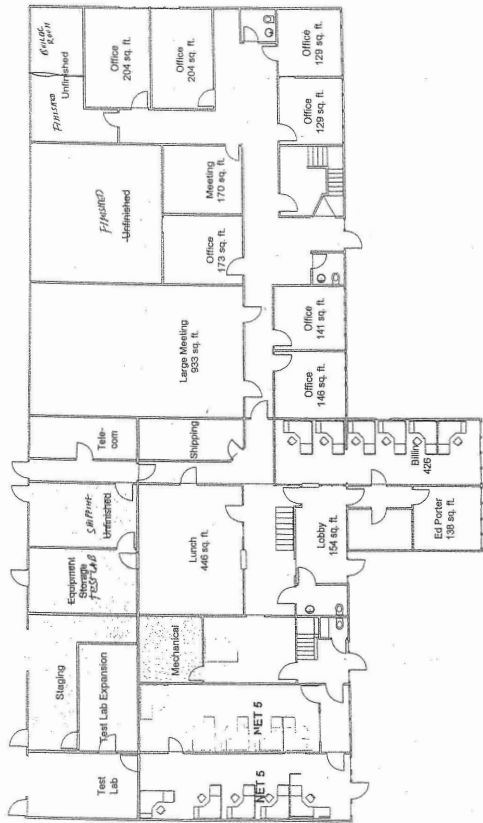 BUILD.
ROOM
FINISHED
Unfinished
Office
204 sq. ft.
Office
204 sq. ft.
Office
129 sq. ft.
Office
129 sq. ft.
FINISHED
Unfinished
Meeting
170 sq. ft.
Office
173 sq. ft.
Large Meeting
933 sq. ft.
Office
141 sq. ft.
Office
146 sq. ft.
Tele-
com
Shipping
Billing
426
SHIPPING
Unfinished
Lunch
446 sq. ft.
Lobby
154 sq. ft.
Ed Porter
138 sq. ft.
Equipment
Storage
TEST LAB
Staging
Test Lab Expansion
Mechanical
NET 5
Test
Lab
NET 5